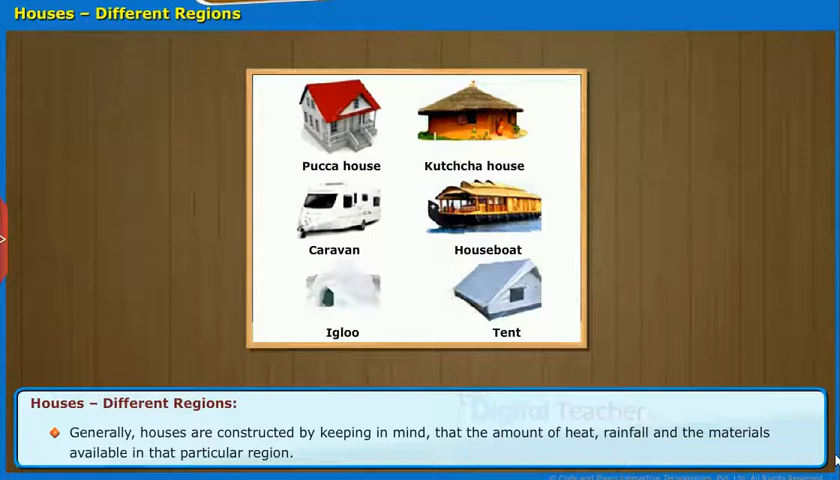 Houses – Different Regions
Pucca house Kutchcha house
Caravan Houseboat
Igloo Tent
Digital Teacher
Houses – Different Regions:
Generally, houses are constructed by keeping in mind, that the amount of heat, rainfall and the materials
available in that particular region.